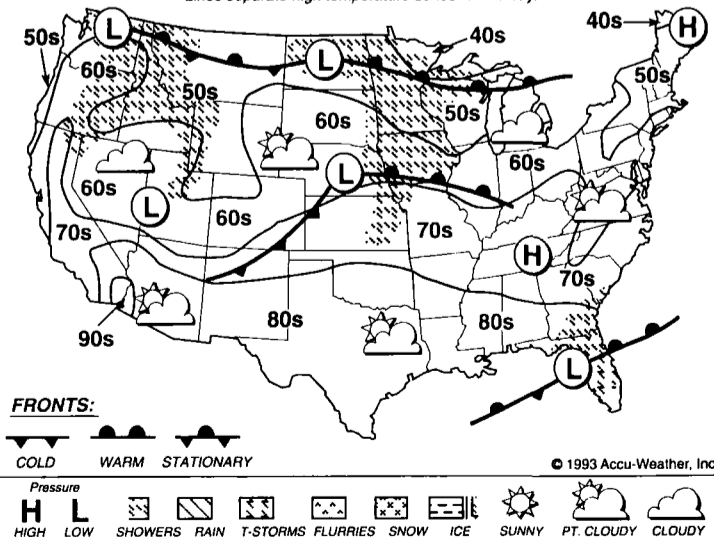 40s
40s
L
H
50s
60s
L
50s
50s
50s
60s
60s
L
60s
L
60s
70s
70s
H
70s
80s
80s
90s
L
FRONTS:
COLD WARM STATIONARY
© 1993 Accu-Weather, Inc
Pressure
H L
HIGH LOW SHOWERS RAIN T-STORMS FLURRIES SNOW ICE SUNNY PT. CLOUDY CLOUDY